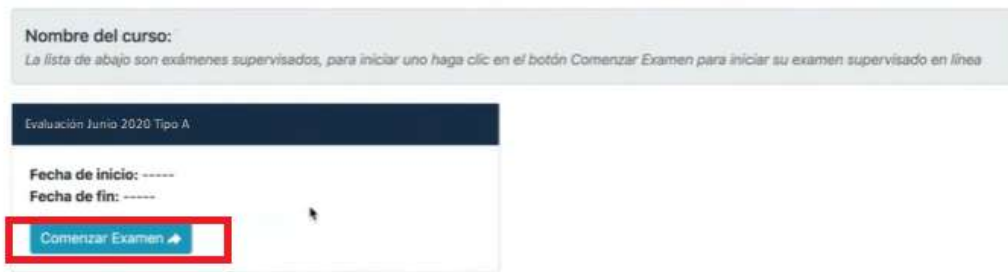 Nombre del curso:
La lista de abajo son exámenes supervisados, para iniciar uno haga clic en el botón Comenzar Examen para iniciar su examen supervisado en línea
Evaluación Junio 2020 Tipo A
Fecha de inicio: -----
Fecha de fin: -----
Comenzar Examen